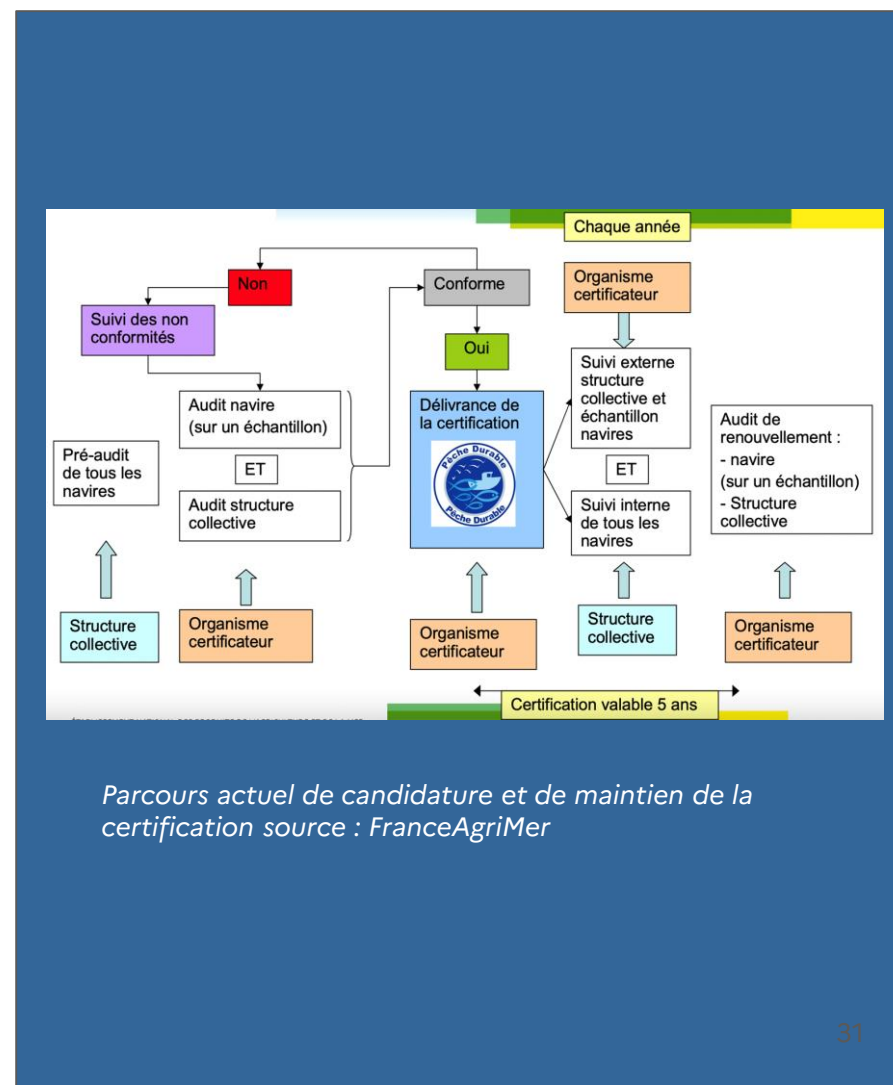 Chaque année
Non
Conforme
Organisme
certificateur
Suivi des non
conformités
Oui
Suivi externe
structure
collective et
échantillon
navires
Audit navire
(sur un échantillon)
Délivrance de
la certification
Audit de
renouvellement :
- navire
(sur un échantillon)
- Structure
collective
Pré-audit
de tous les
navires
ET
Pêche Durable
Pêche Durable
ET
Audit structure
collective
Suivi interne
de tous les
navires
Structure
collective
Organisme
certificateur
Organisme
certificateur
Structure
collective
Organisme
certificateur
Certification valable 5 ans
Parcours actuel de candidature et de maintien de la
certification source : FranceAgriMer
31